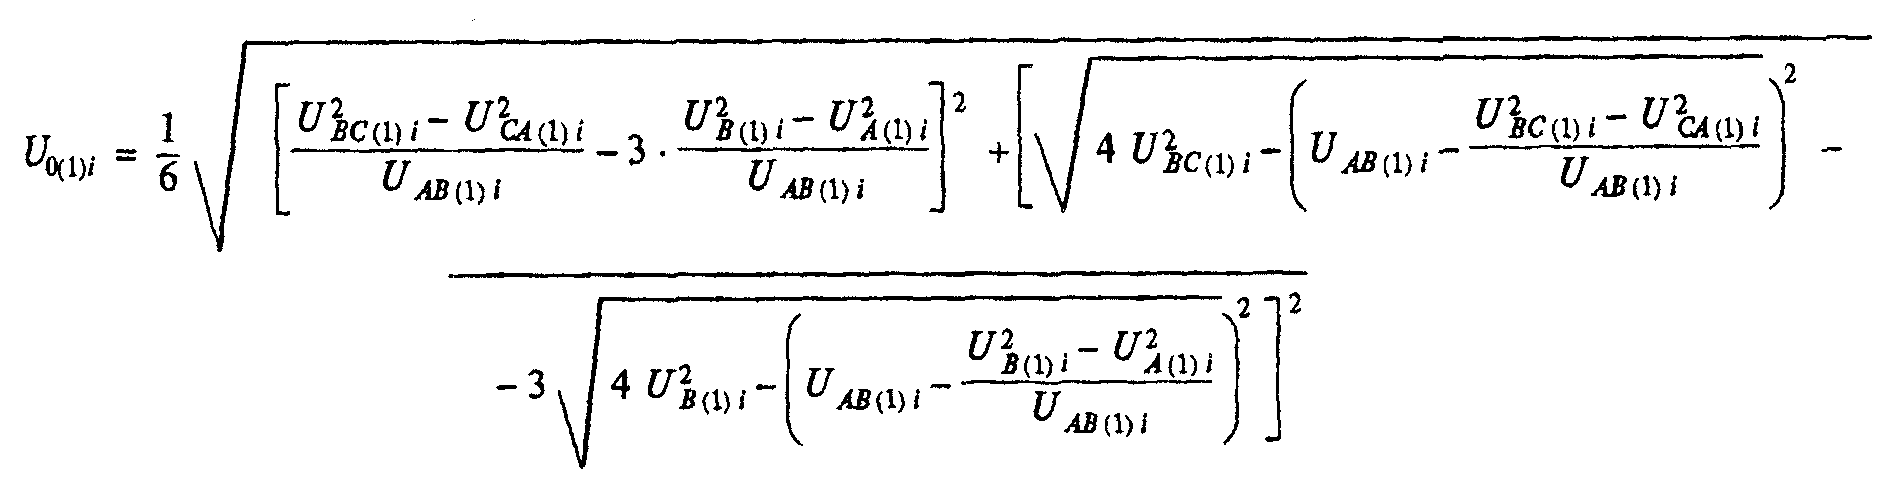 U_{0(1)i} = \frac{1}{6} \sqrt{\left[ \frac{U^2_{BC(1)i} - U^2_{CA(1)i}}{U_{AB(1)i}} - 3 \cdot \frac{U^2_{B(1)i} - U^2_{A(1)i}}{U_{AB(1)i}} \right]^2 + \left[ \sqrt{4 U^2_{BC(1)i} - \left( U_{AB(1)i} - \frac{U^2_{BC(1)i} - U^2_{CA(1)i}}{U_{AB(1)i}} \right)^2} - \right.}
\overline{\left. - 3 \sqrt{4 U^2_{B(1)i} - \left( U_{AB(1)i} - \frac{U^2_{B(1)i} - U^2_{A(1)i}}{U_{AB(1)i}} \right)^2} \right]^2}